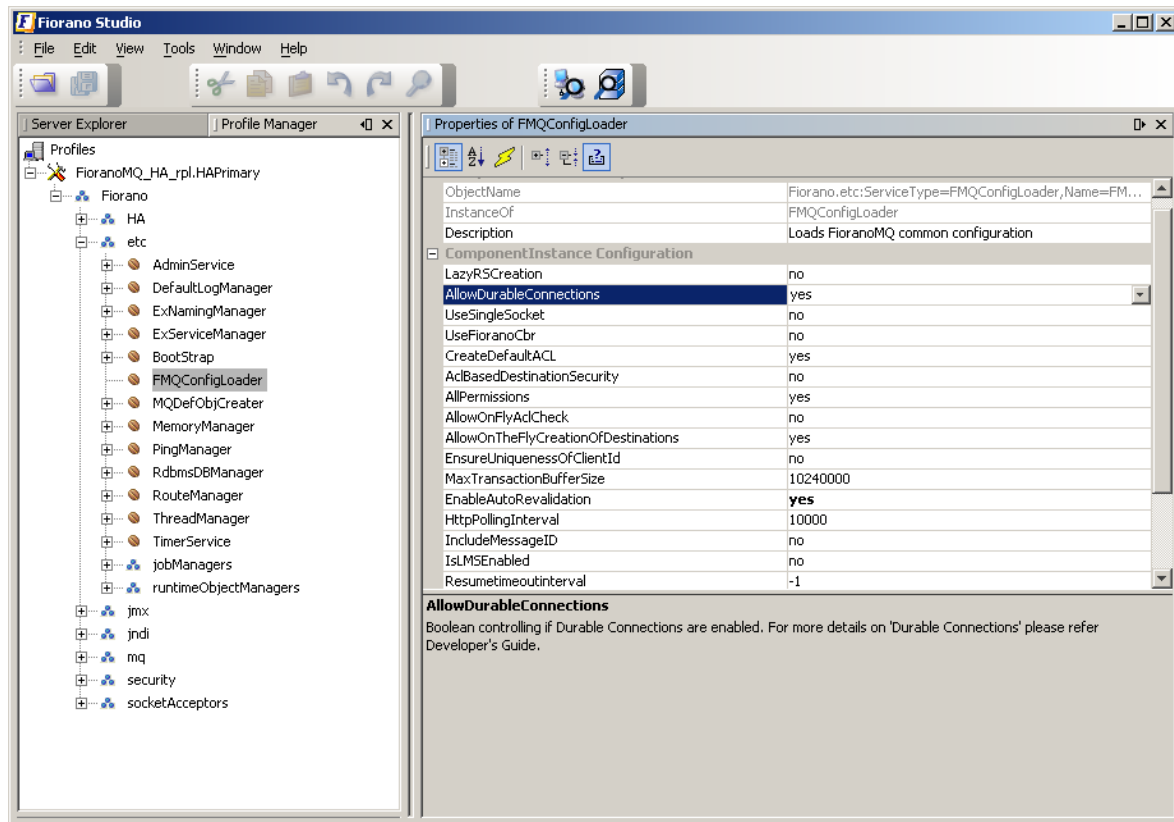 Fiorano Studio
File Edit View Tools Window Help
Server Explorer
Profile Manager
Profiles
FioranoMQ_HA_rpl.HAPrimary
Fiorano
HA
etc
AdminService
DefaultLogManager
ExNamingManager
ExServiceManager
BootStrap
FMQConfigLoader
MQDefObjCreater
MemoryManager
PingManager
RdbmsDBManager
RouteManager
ThreadManager
TimerService
jobManagers
runtimeObjectManagers
jmx
jndi
mq
security
socketAcceptors
Properties of FMQConfigLoader
ObjectName Fiorano.etc:ServiceType=FMQConfigLoader,Name=FM...
InstanceOf FMQConfigLoader
Description Loads FioranoMQ common configuration
ComponentInstance Configuration
LazyRSCreation no
AllowDurableConnections yes
UseSingleSocket no
UseFioranoCbr no
CreateDefaultACL yes
AclBasedDestinationSecurity no
AllPermissions yes
AllowOnFlyAclCheck no
AllowOnTheFlyCreationOfDestinations yes
EnsureUniquenessOfClientId no
MaxTransactionBufferSize 10240000
EnableAutoRevalidation yes
HttpPollingInterval 10000
IncludeMessageID no
IsLMSEnabled no
Resumetimeoutinterval -1
AllowDurableConnections
Boolean controlling if Durable Connections are enabled. For more details on 'Durable Connections' please refer
Developer's Guide.